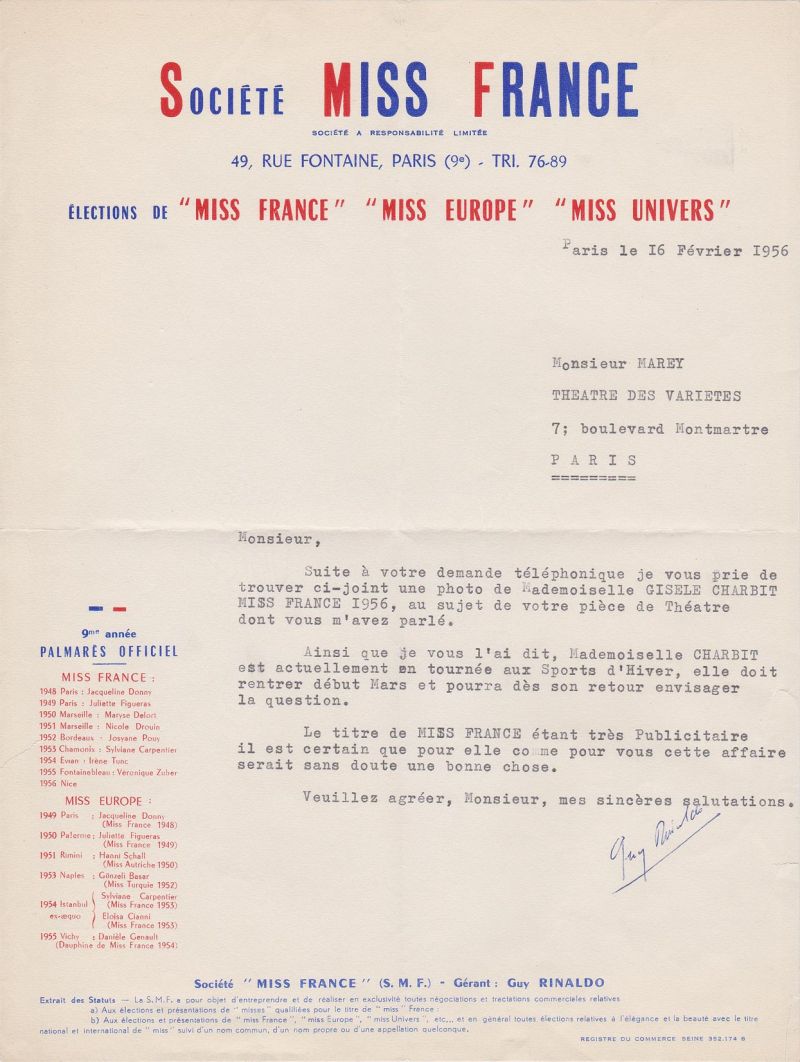 SOCIÉTÉ MISS FRANCE
SOCIÉTÉ A RESPONSABILITÉ LIMITÉE
49, RUE FONTAINE, PARIS (9e) - TRI. 76-89
ÉLECTIONS DE "MISS FRANCE" "MISS EUROPE" "MISS UNIVERS"
Paris le I6 Février I956
Monsieur MAREY
THEATRE DES VARIETES
7; boulevard Montmartre
P A R I S
=========
Monsieur,
Suite à votre demande téléphonique je vous prie de
trouver ci-joint une photo de Mademoiselle GISELE CHARBIT
MISS FRANCE I956, au sujet de votre pièce de Théatre
dont vous m'avez parlé.
Ainsi que je vous l'ai dit, Mademoiselle CHARBIT
est actuellement en tournée aux Sports d'Hiver, elle doit
rentrer début Mars et pourra dès son retour envisager
la question.
Le titre de MISS FRANCE étant très Publicitaire
il est certain que pour elle comme pour vous cette affaire
serait sans doute une bonne chose.
Veuillez agréer, Monsieur, mes sincères salutations.
Guy Rinaldo
9me année
PALMARÈS OFFICIEL
MISS FRANCE :
1948 Paris : Jacqueline Donny
1949 Paris : Juliette Figueras
1950 Marseille : Maryse Delort
1951 Marseille : Nicole Drouin
1952 Bordeaux - Josyane Pouy
1953 Chamonix : Sylviane Carpentier
1954 Evian : Irène Tunc
1955 Fontainebleau : Véronique Zuber
1956 Nice
MISS EUROPE :
1949 Paris : Jacqueline Donny
(Miss France 1948)
1950 Palerme : Juliette Figueras
(Miss France 1949)
1951 Rimini : Hanni Schall
(Miss Autriche 1950)
1953 Naples : Günzeli Basar
(Miss Turquie 1952)
Sylviane Carpentier
1954 Istanbul (Miss France 1953)
ex-æquo Eloïsa Cianni
(Miss France 1953)
1955 Vichy : Danièle Genault
(Dauphine de Miss France 1954)
Société "MISS FRANCE" (S. M. F.) - Gérant : Guy RINALDO
Extrait des Statuts — La S. M. F. a pour objet d'entreprendre et de réaliser en exclusivité toutes négociations et tractations commerciales relatives
a) Aux élections et présentations de "misses" qualifiées pour le titre de "miss" France :
b) Aux élections et présentations de "miss France", "miss Europe", "miss Univers", etc... et en général toutes élections relatives à l'élégance et la beauté avec le titre
national et international de "miss" suivi d'un nom commun, d'un nom propre ou d'une appellation quelconque.
REGISTRE DU COMMERCE SEINE 352.174 B